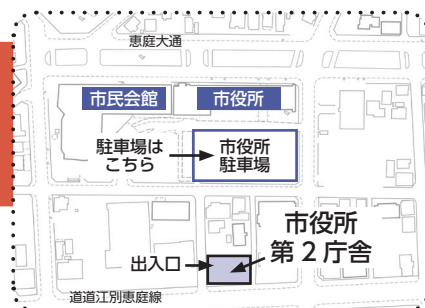 恵庭大通
市民会館
市役所
駐車場は
こちら
市役所
駐車場
市役所
第2庁舎
出入口
道道江別恵庭線